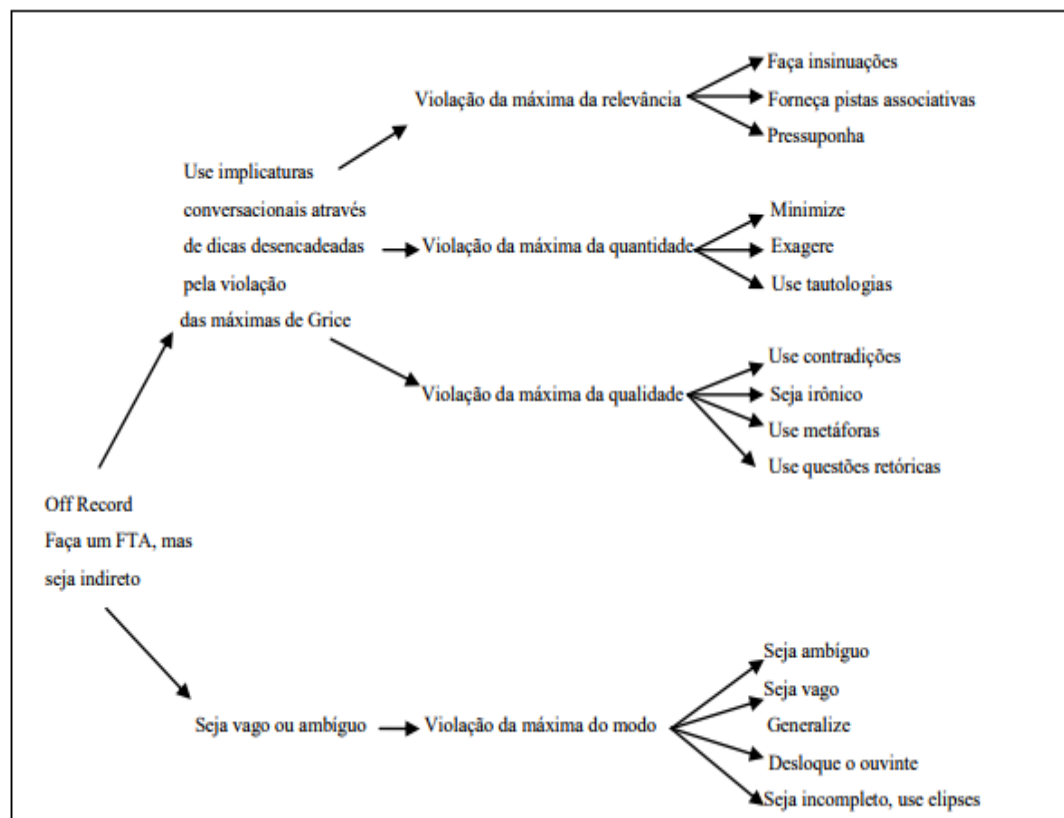 Faça insinuações
Violação da máxima da relevância
Forneça pistas associativas
Pressuponha
Use implicaturas
conversacionais através
de dicas desencadeadas
pela violação
das máximas de Grice
Minimize
Violação da máxima da quantidade
Exagere
Use tautologias
Use contradições
Violação da máxima da qualidade
Seja irônico
Use metáforas
Use questões retóricas
Off Record
Faça um FTA, mas
seja indireto
Seja vago ou ambíguo
Violação da máxima do modo
Seja ambíguo
Seja vago
Generalize
Desloque o ouvinte
Seja incompleto, use elipses